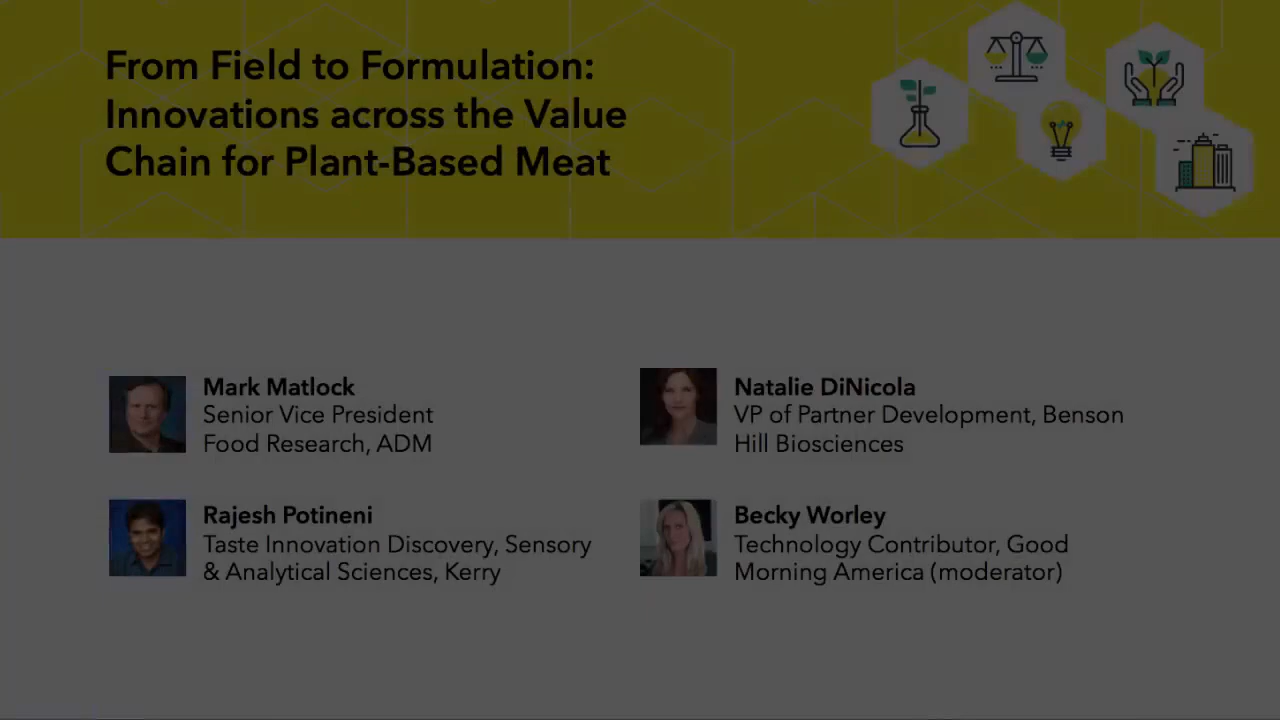 From Field to Formulation:
Innovations across the Value
Chain for Plant-Based Meat
Mark Matlock
Senior Vice President
Food Research, ADM
Natalie DiNicola
VP of Partner Development, Benson
Hill Biosciences
Rajesh Potineni
Taste Innovation Discovery, Sensory
& Analytical Sciences, Kerry
Becky Worley
Technology Contributor, Good
Morning America (moderator)